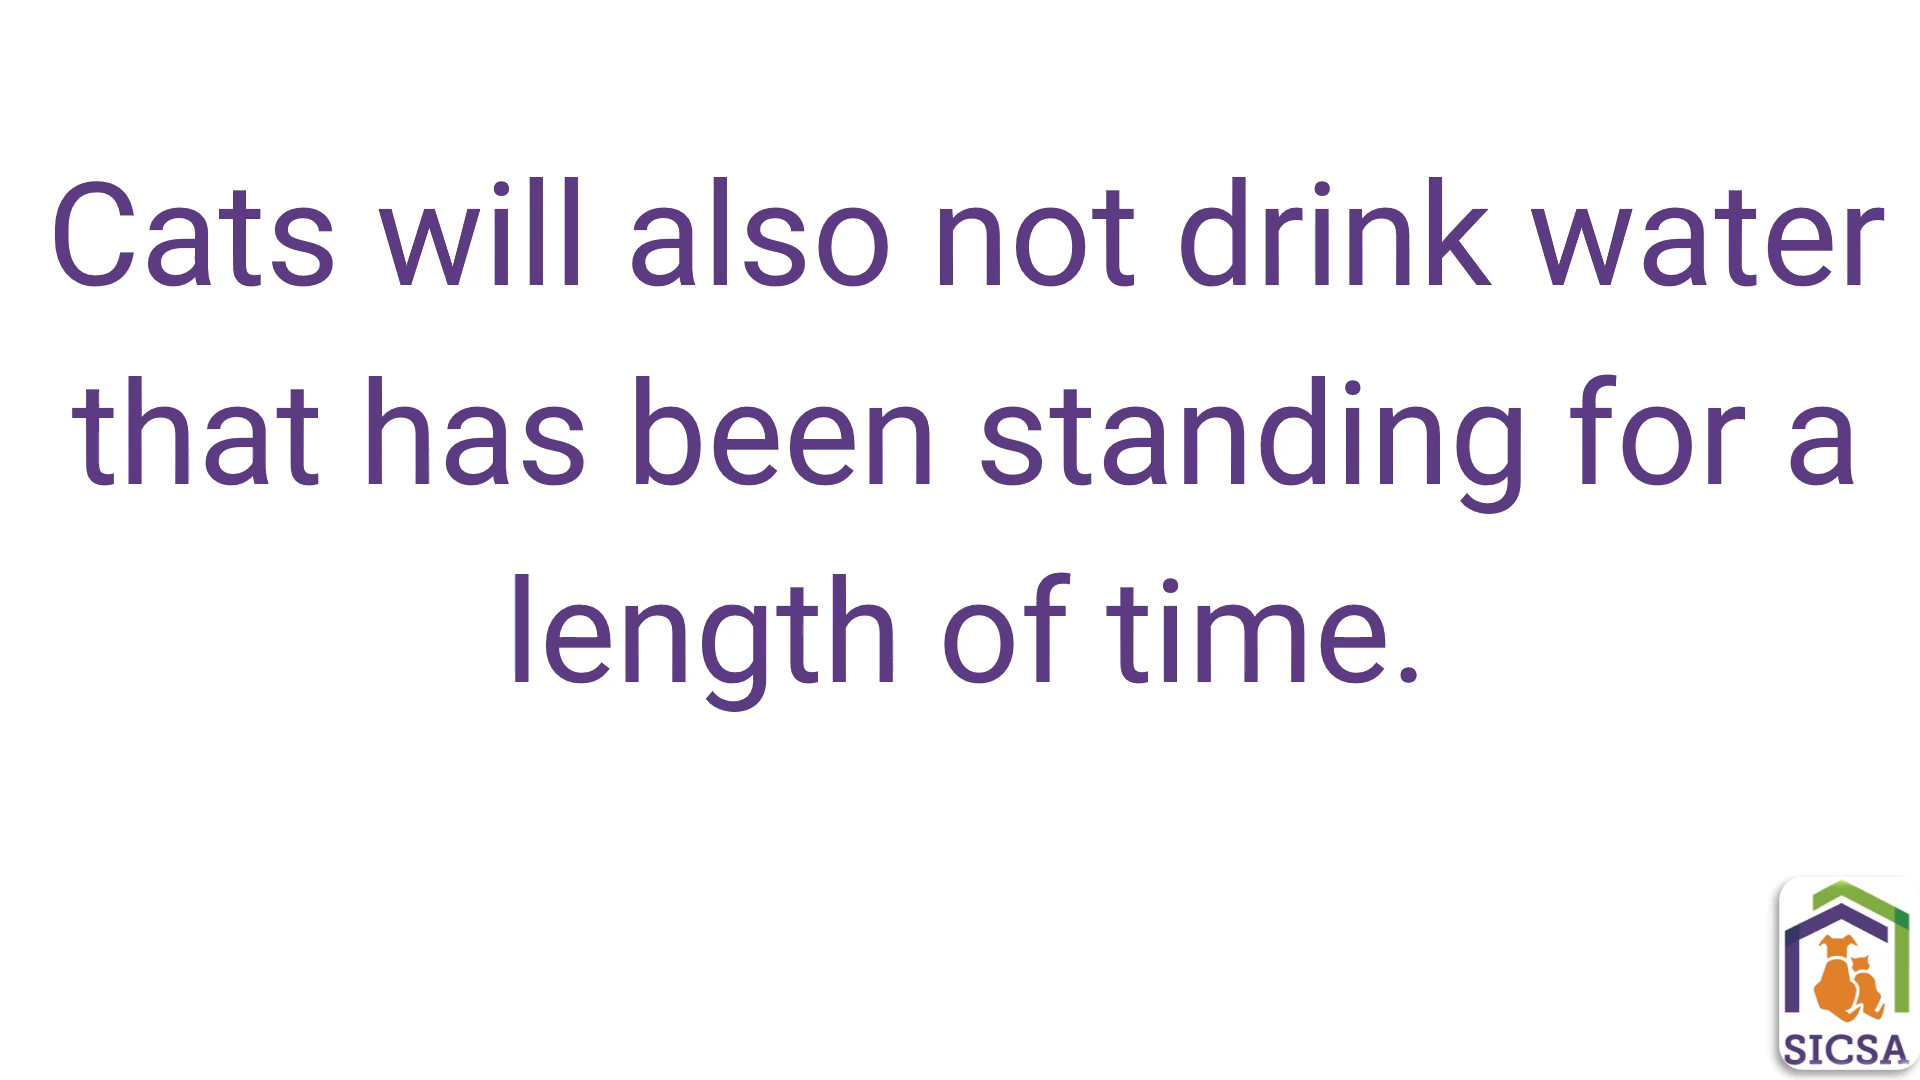 Cats will also not drink water
that has been standing for a
length of time.
SICSA